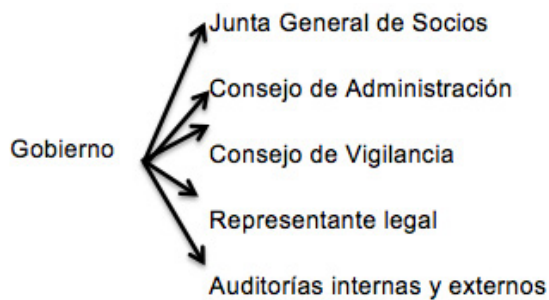 Junta General de Socios
Consejo de Administración
Gobierno
Consejo de Vigilancia
Representante legal
Auditorías internas y externos